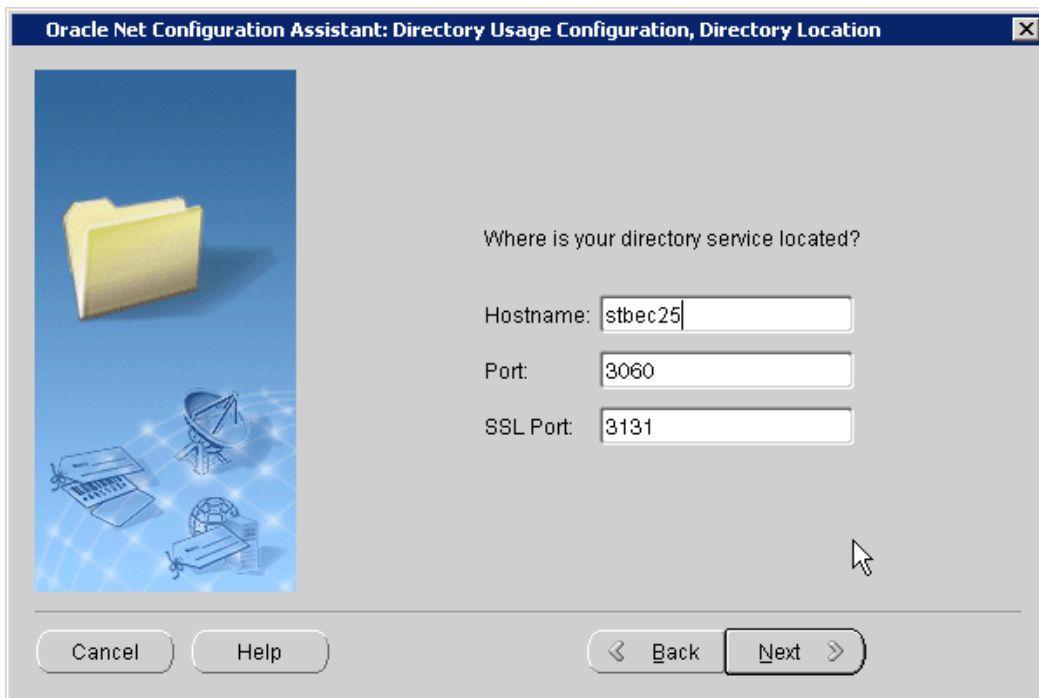 Oracle Net Configuration Assistant: Directory Usage Configuration, Directory Location
Where is your directory service located?
Hostname: stbec25
Port: 3060
SSL Port: 3131
Cancel Help Back Next